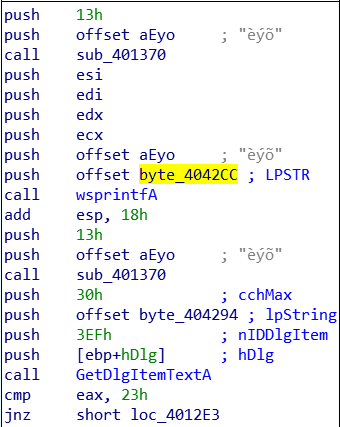 push 13h
push offset aEyo ; "èýõ"
call sub_401370
push esi
push edi
push edx
push ecx
push offset aEyo ; "èýõ"
push offset byte_4042CC ; LPSTR
call wsprintfA
add esp, 18h
push 13h
push offset aEyo ; "èýõ"
call sub_401370
push 30h ; cchMax
push offset byte_404294 ; lpString
push 3EFh ; nIDDlgItem
push [ebp+hDlg] ; hDlg
call GetDlgItemTextA
cmp eax, 23h
jnz short loc_4012E3